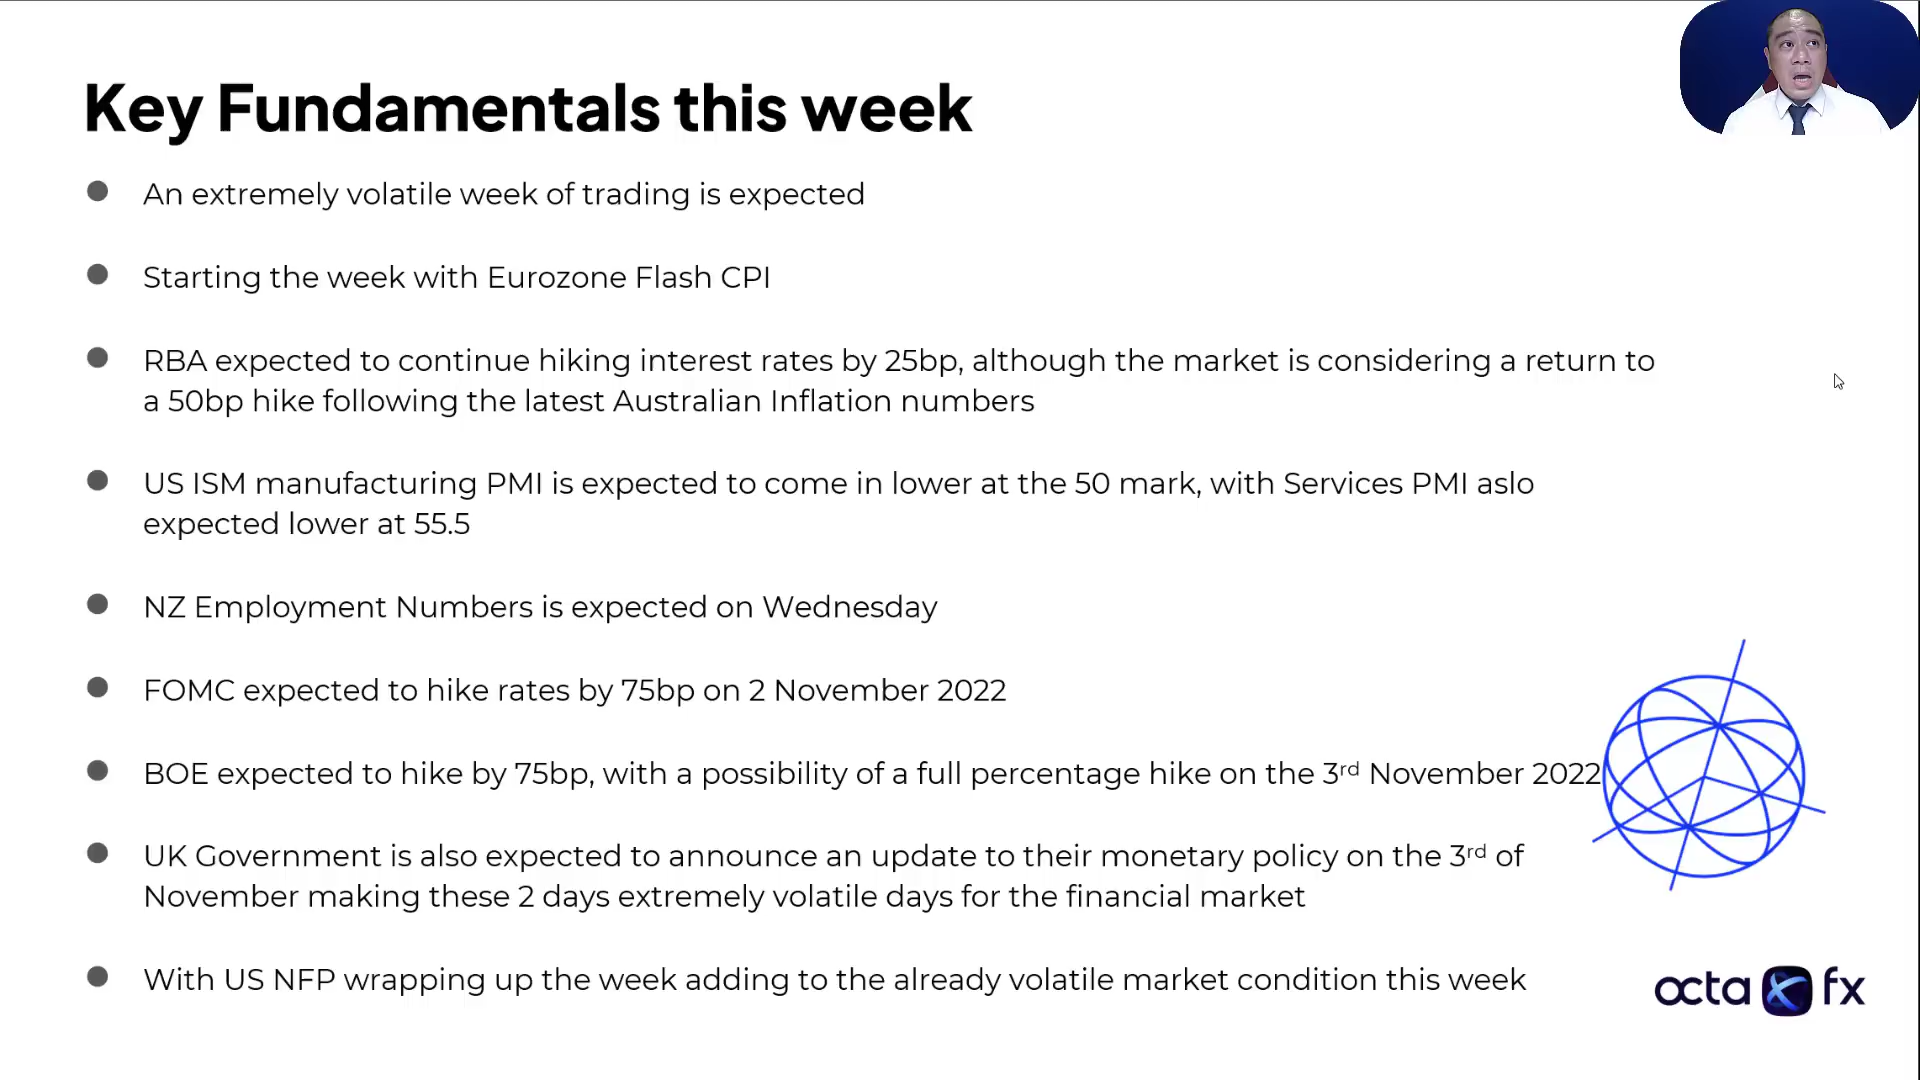 Key Fundamentals this week
An extremely volatile week of trading is expected
Starting the week with Eurozone Flash CPI
RBA expected to continue hiking interest rates by 25bp, although the market is considering a return to
a 50bp hike following the latest Australian Inflation numbers
US ISM manufacturing PMI is expected to come in lower at the 50 mark, with Services PMI aslo
expected lower at 55.5
NZ Employment Numbers is expected on Wednesday
FOMC expected to hike rates by 75bp on 2 November 2022
BOE expected to hike by 75bp, with a possibility of a full percentage hike on the 3rd November 2022
UK Government is also expected to announce an update to their monetary policy on the 3rd of
November making these 2 days extremely volatile days for the financial market
With US NFP wrapping up the week adding to the already volatile market condition this week
octa fx